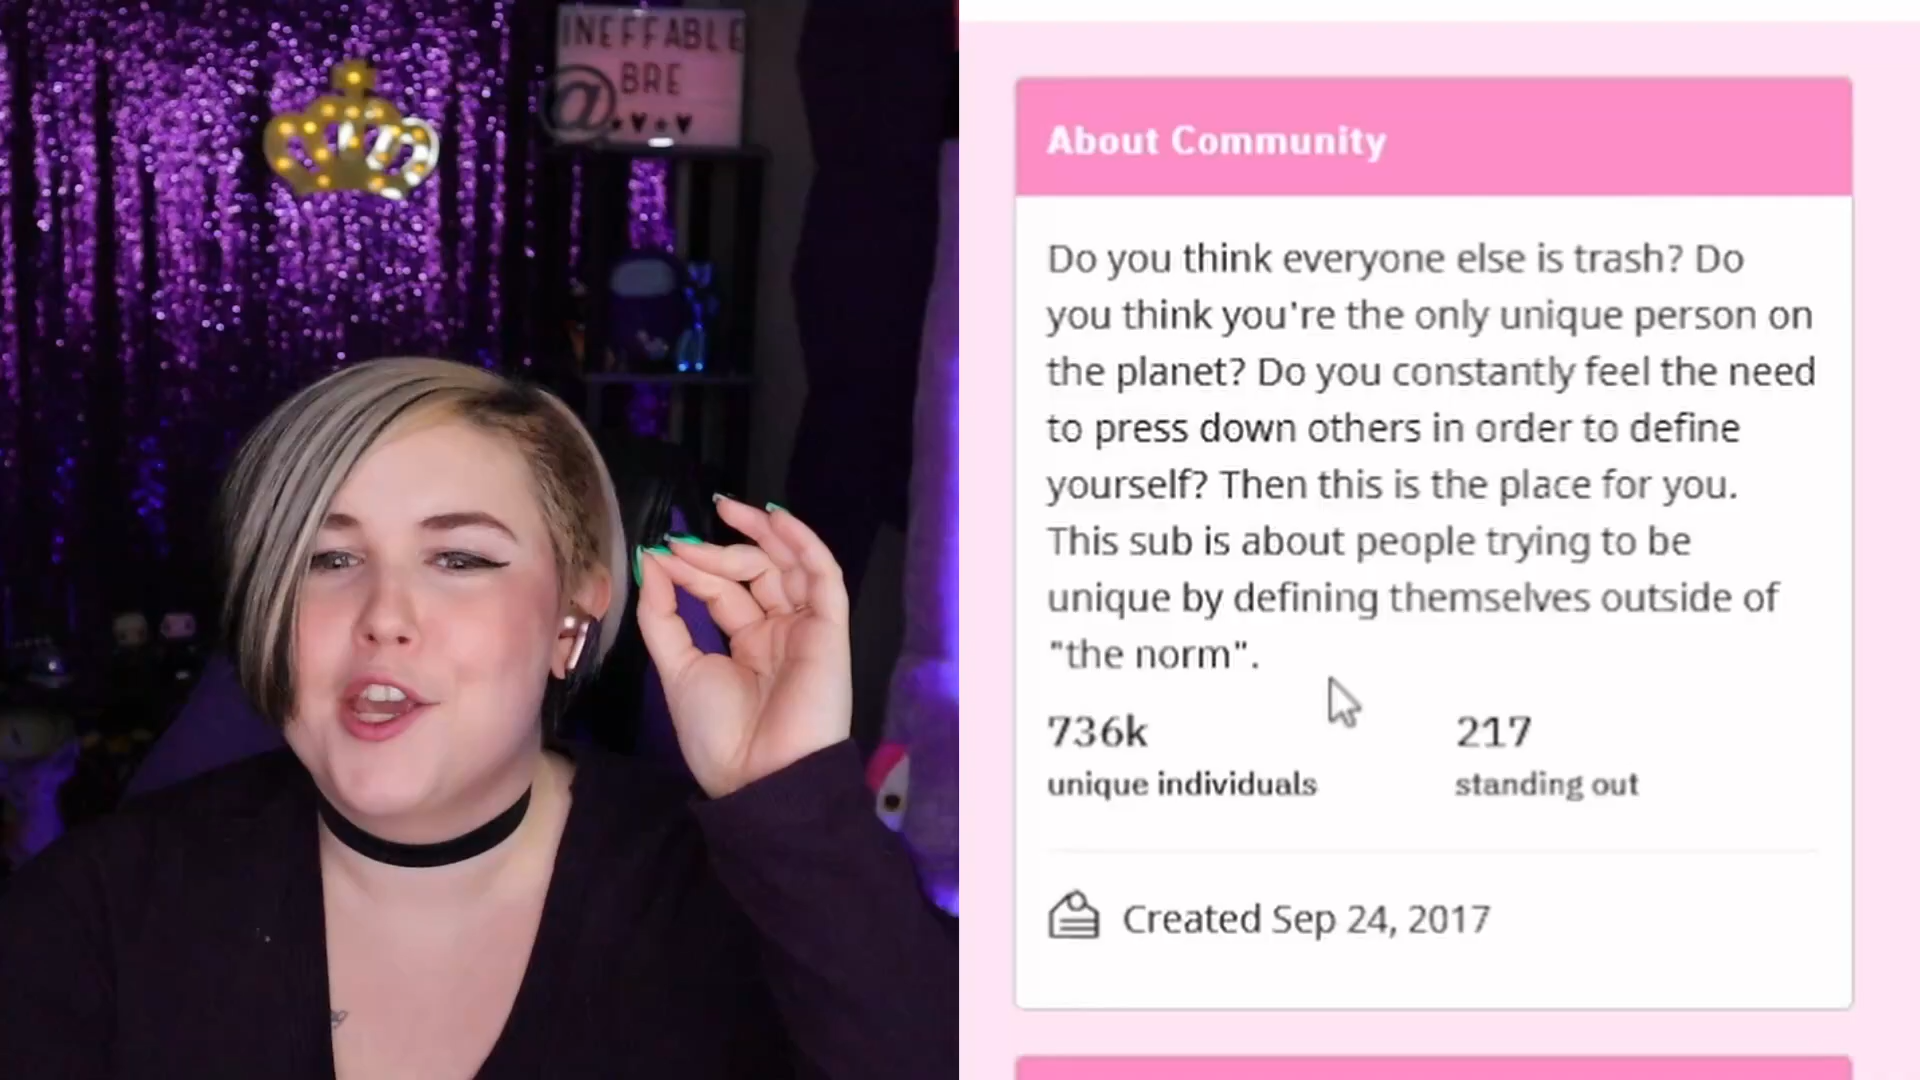 INEFFABLE
BRE
@
About Community
Do you think everyone else is trash? Do
you think you're the only unique person on
the planet? Do you constantly feel the need
to press down others in order to define
yourself? Then this is the place for you.
This sub is about people trying to be
unique by defining themselves outside of
"the norm".
736k
217
unique individuals
standing out
Created Sep 24, 2017